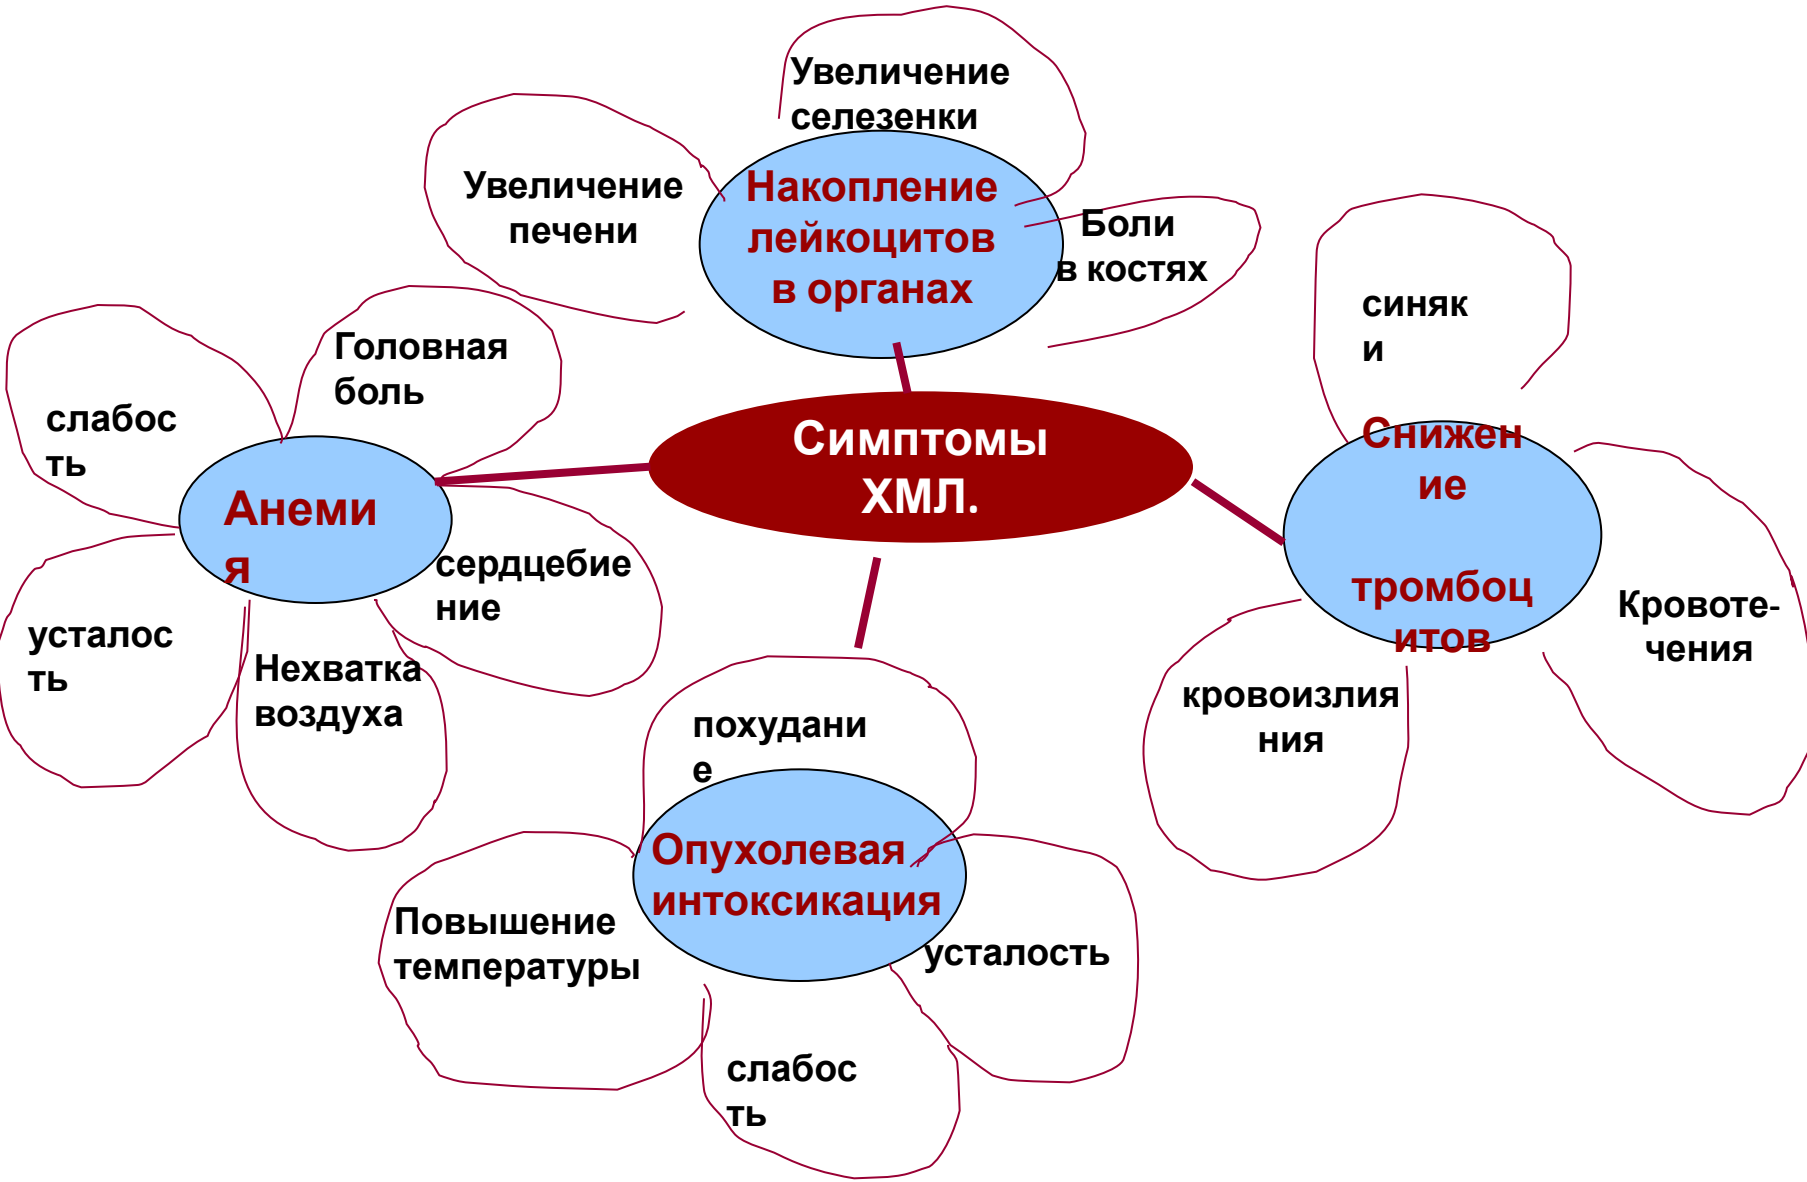 Увеличение
селезенки
Увеличение
печени
Накопление
лейкоцитов
в органах
Боли
в костях
синяк
и
Головная
боль
слабос
ть
Симптомы
ХМЛ.
Снижен
ие
тромбоц
итов
Анеми
я
сердцебие
ние
Кровоте-
чения
усталос
ть
Нехватка
воздуха
кровоизлия
ния
похудани
е
Опухолевая
интоксикация
Повышение
температуры
усталость
слабос
ть